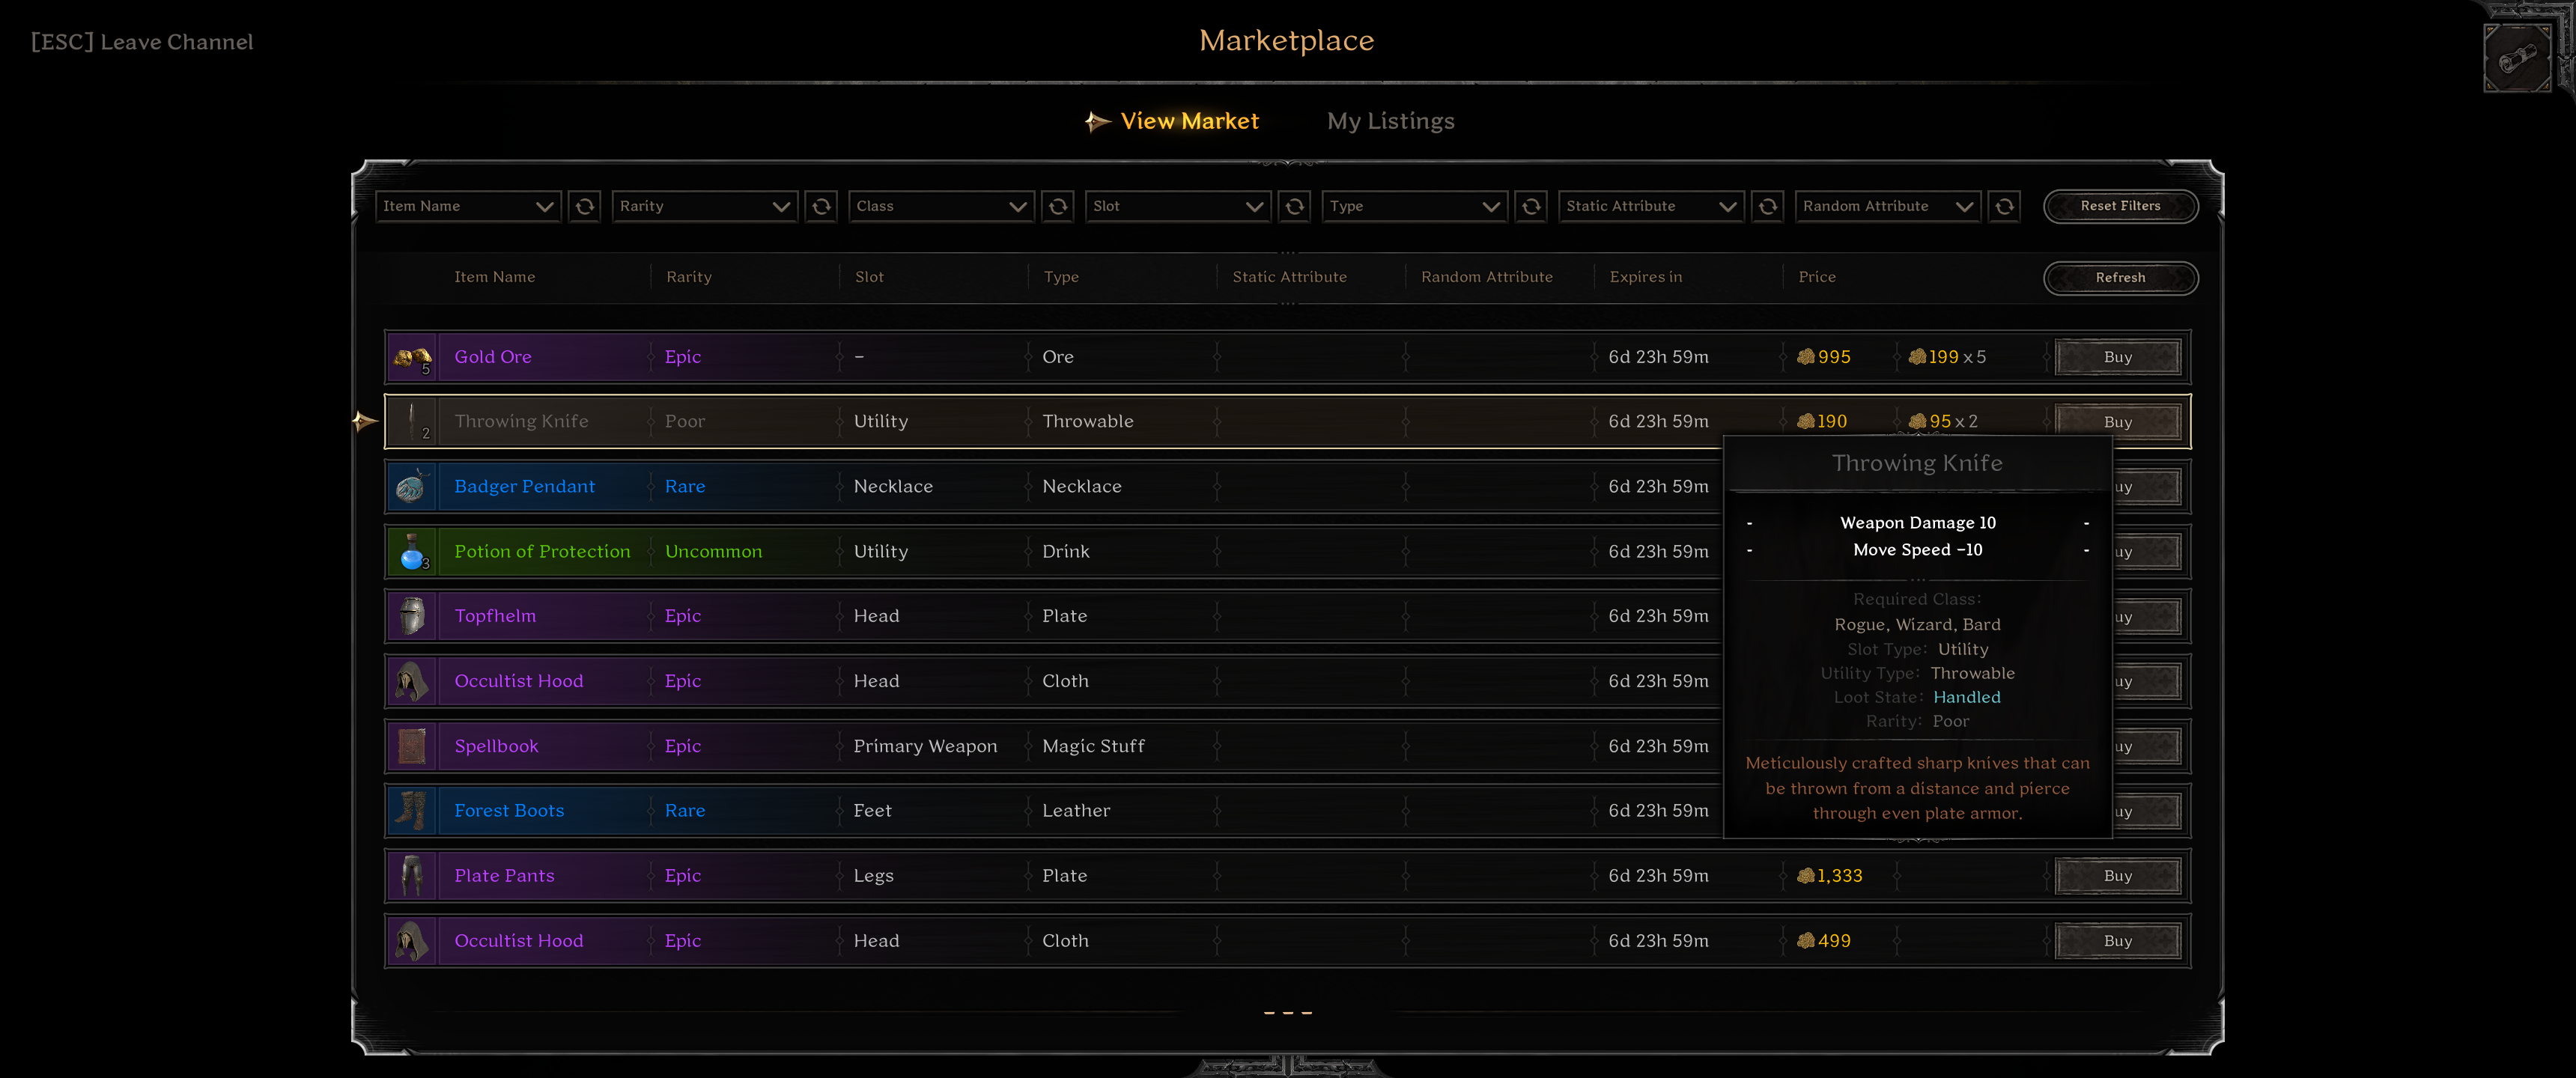 [ESC] Leave Channel
Marketplace
View Market My Listings
Item Name Rarity Class Slot Type Static Attribute Random Attribute Reset Filters
Item Name Rarity Slot Type Static Attribute Random Attribute Expires in Price Refresh
5 Gold Ore Epic - Ore 6d 23h 59m 995 199 x 5 Buy
2 Throwing Knife Poor Utility Throwable 6d 23h 59m 190 95 x 2 Buy
Badger Pendant Rare Necklace Necklace 6d 23h 59m uy
3 Potion of Protection Uncommon Utility Drink 6d 23h 59m uy
Topfhelm Epic Head Plate 6d 23h 59m uy
Occultist Hood Epic Head Cloth 6d 23h 59m uy
Spellbook Epic Primary Weapon Magic Stuff 6d 23h 59m uy
Forest Boots Rare Feet Leather 6d 23h 59m uy
Plate Pants Epic Legs Plate 6d 23h 59m 1,333 Buy
Occultist Hood Epic Head Cloth 6d 23h 59m 499 Buy
Throwing Knife
- Weapon Damage 10 -
- Move Speed -10 -
Required Class:
Rogue, Wizard, Bard
Slot Type: Utility
Utility Type: Throwable
Loot State: Handled
Rarity: Poor
Meticulously crafted sharp knives that can
be thrown from a distance and pierce
through even plate armor.